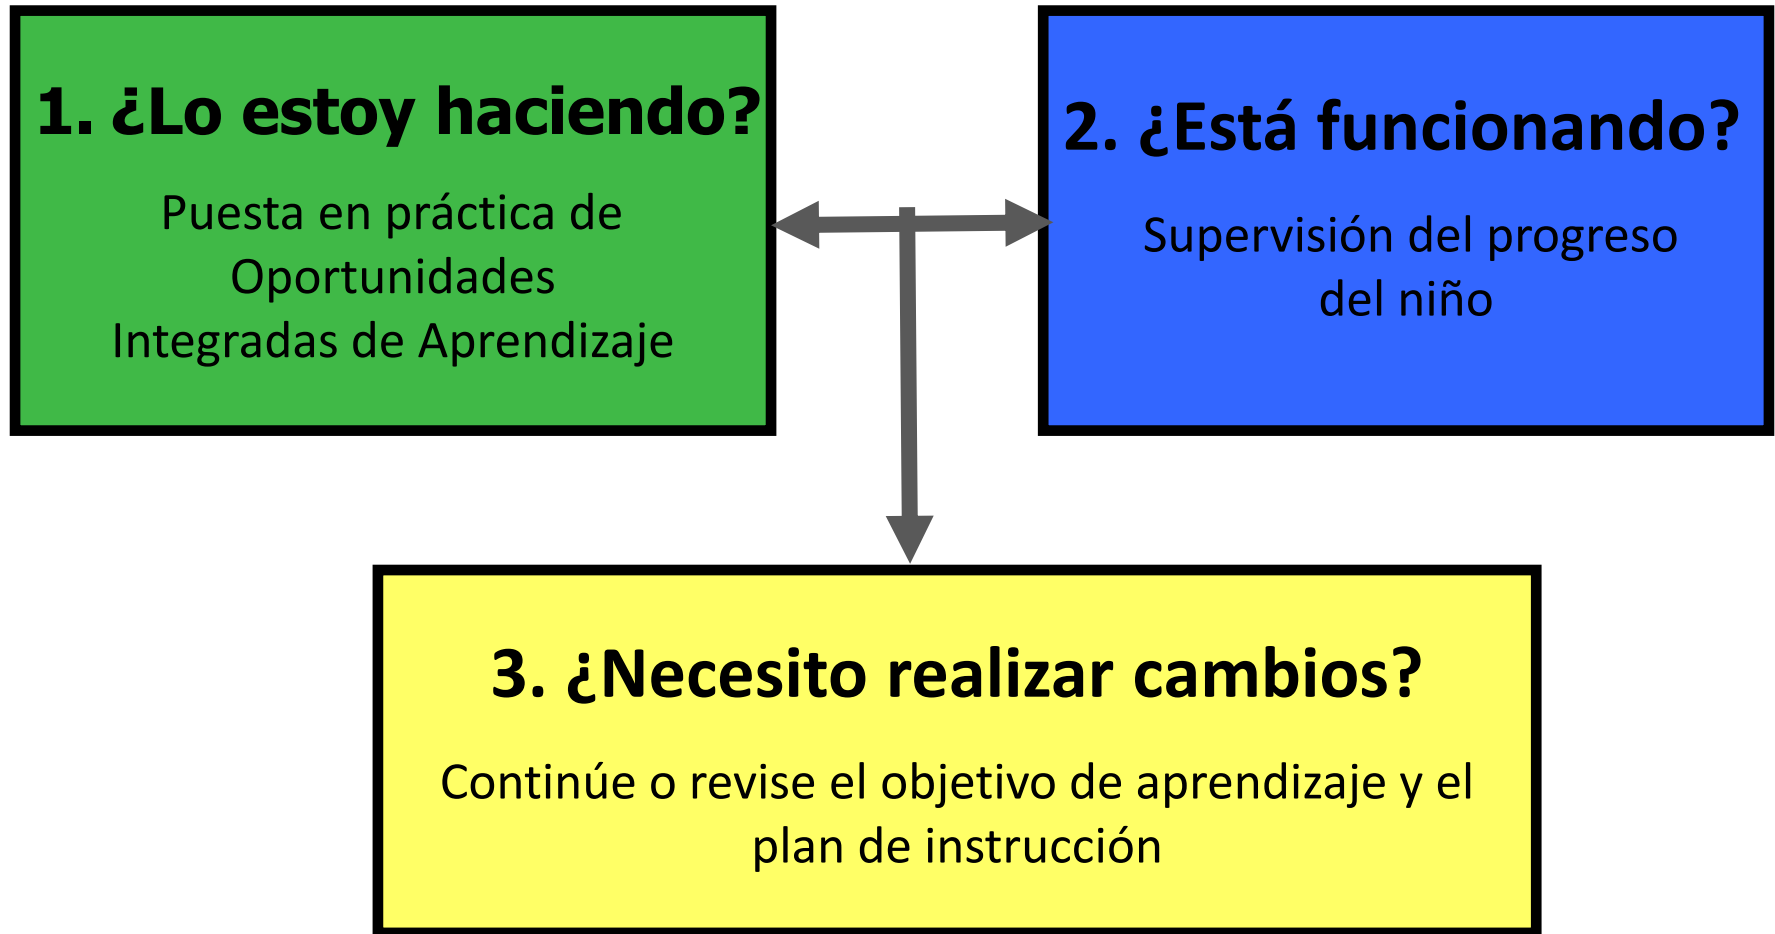 1. ¿Lo estoy haciendo?
Puesta en práctica de
Oportunidades
Integradas de Aprendizaje
2. ¿Está funcionando?
Supervisión del progreso
del niño
3. ¿Necesito realizar cambios?
Continúe o revise el objetivo de aprendizaje y el
plan de instrucción